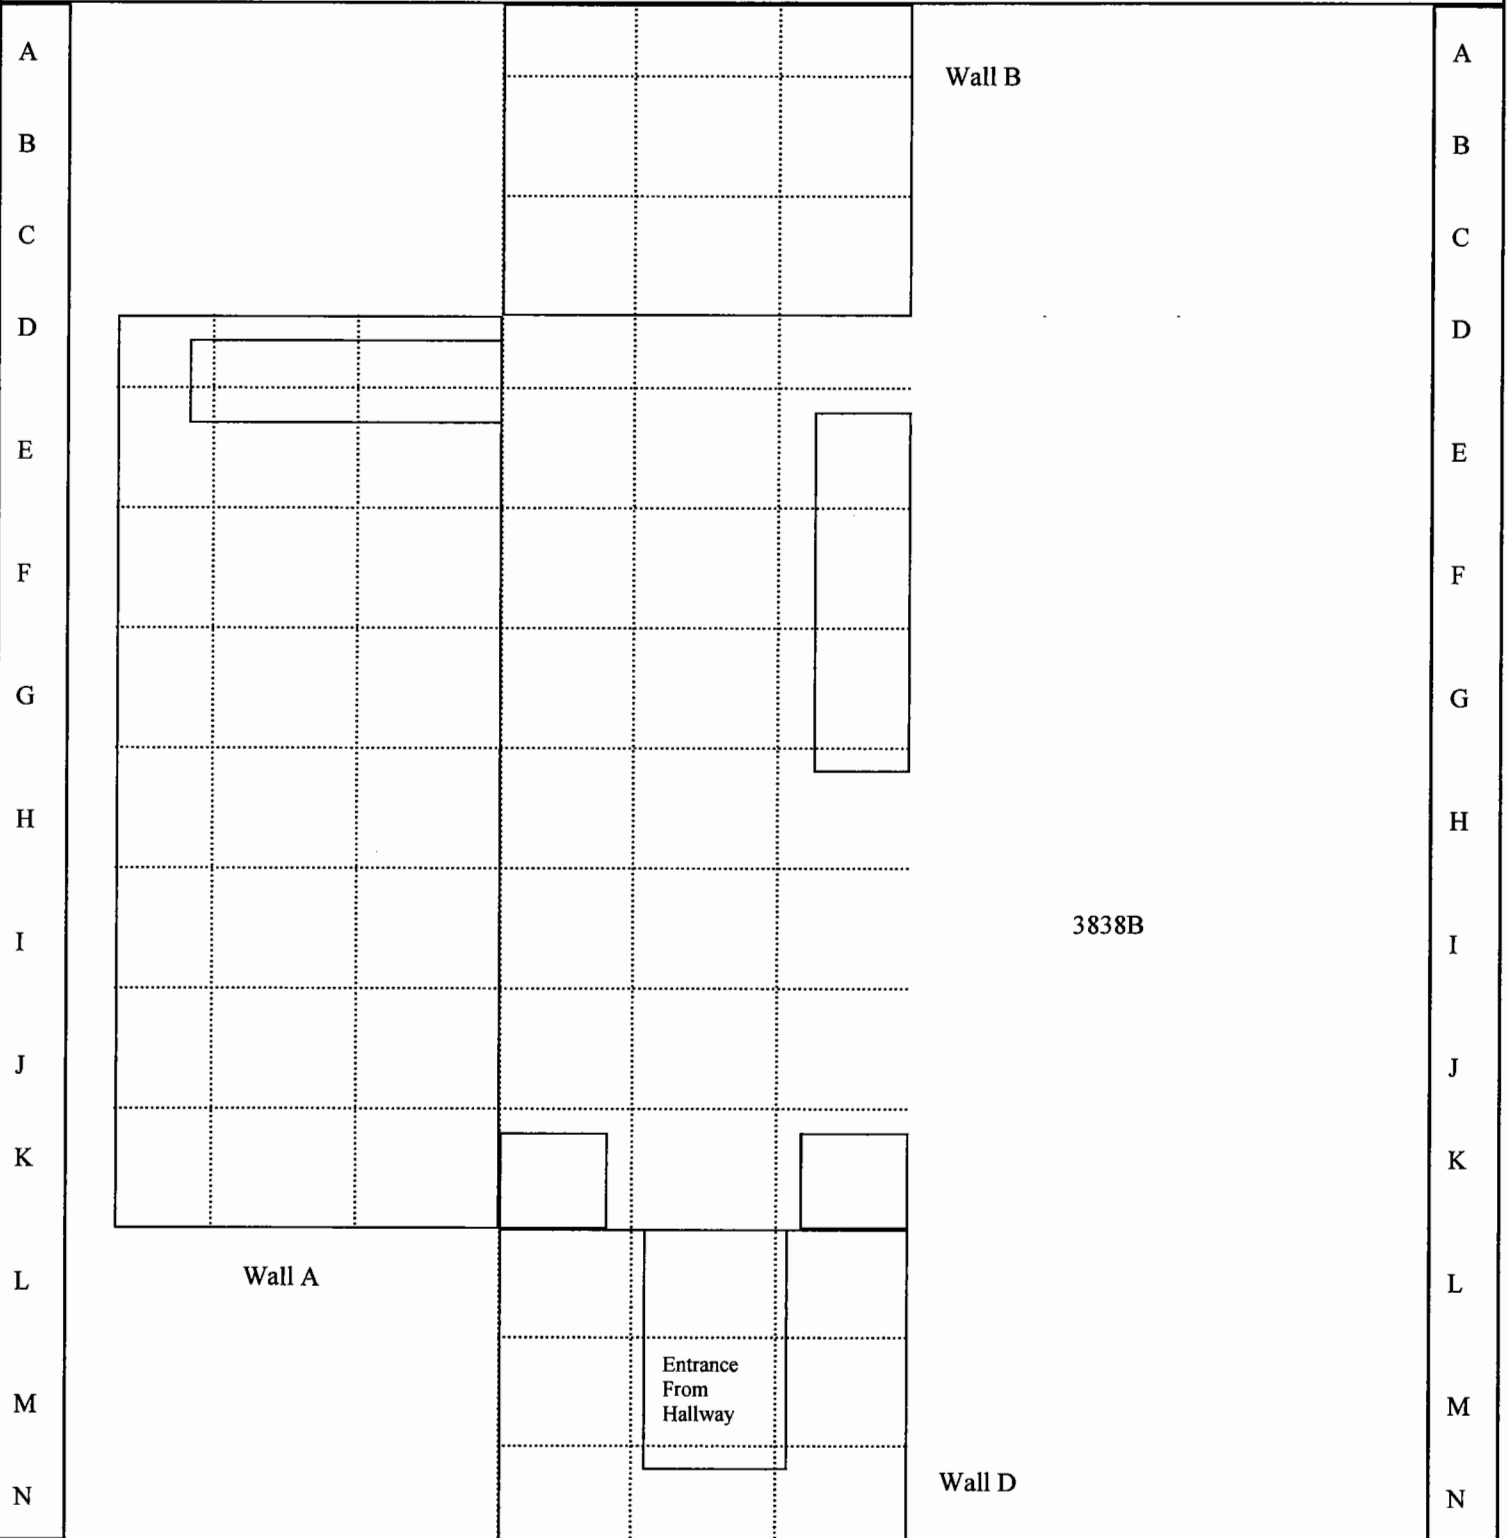 A A
Wall B
B B
C C
D D
E E
F F
G G
H H
3838B
I I
J J
K K
Wall A
L L
Entrance
From
Hallway
M M
Wall D
N N